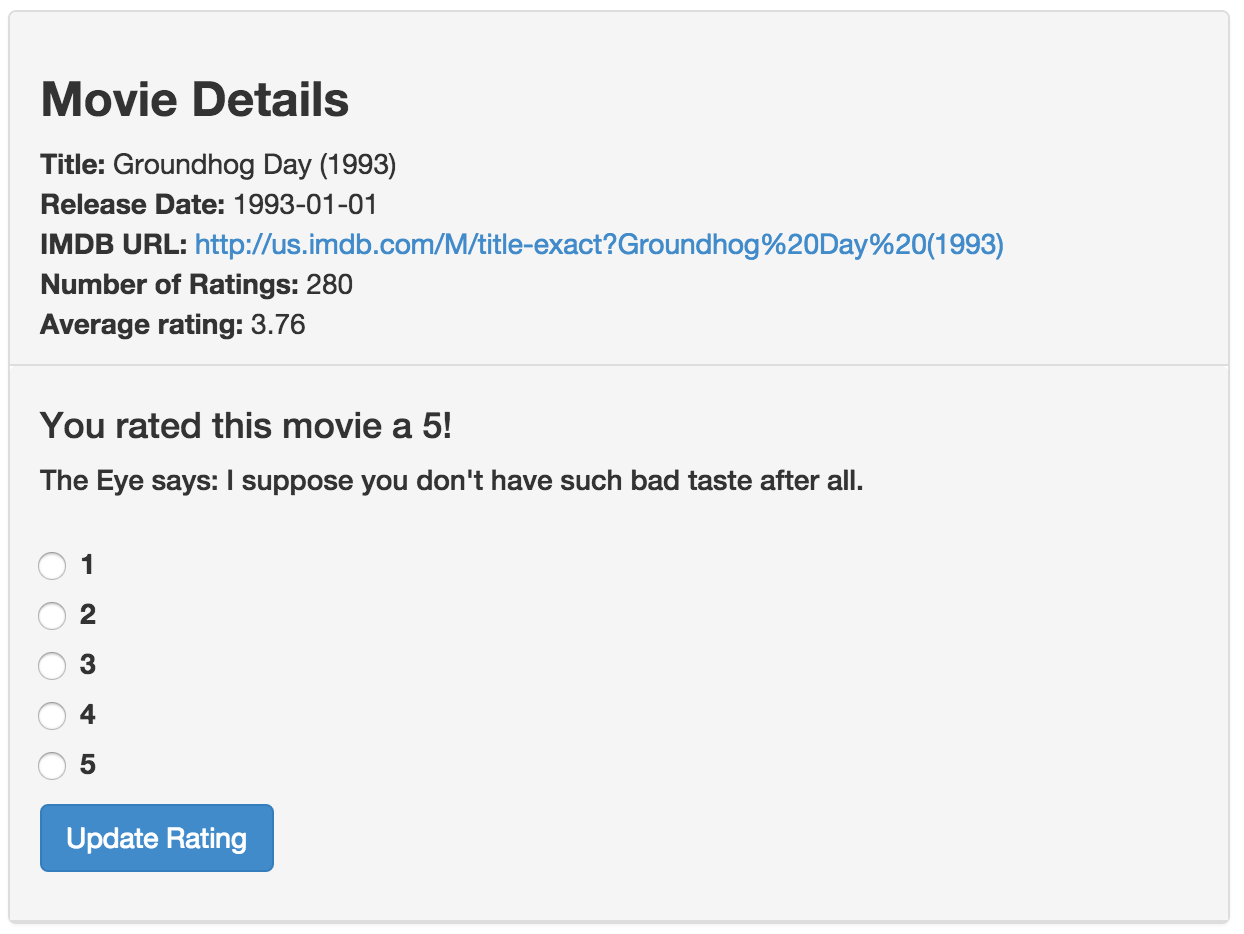 Movie Details
Title: Groundhog Day (1993)
Release Date: 1993-01-01
IMDB URL: http://us.imdb.com/M/title-exact?Groundhog%20Day%20(1993)
Number of Ratings: 280
Average rating: 3.76
You rated this movie a 5!
The Eye says: I suppose you don't have such bad taste after all.
1
2
3
4
5
Update Rating